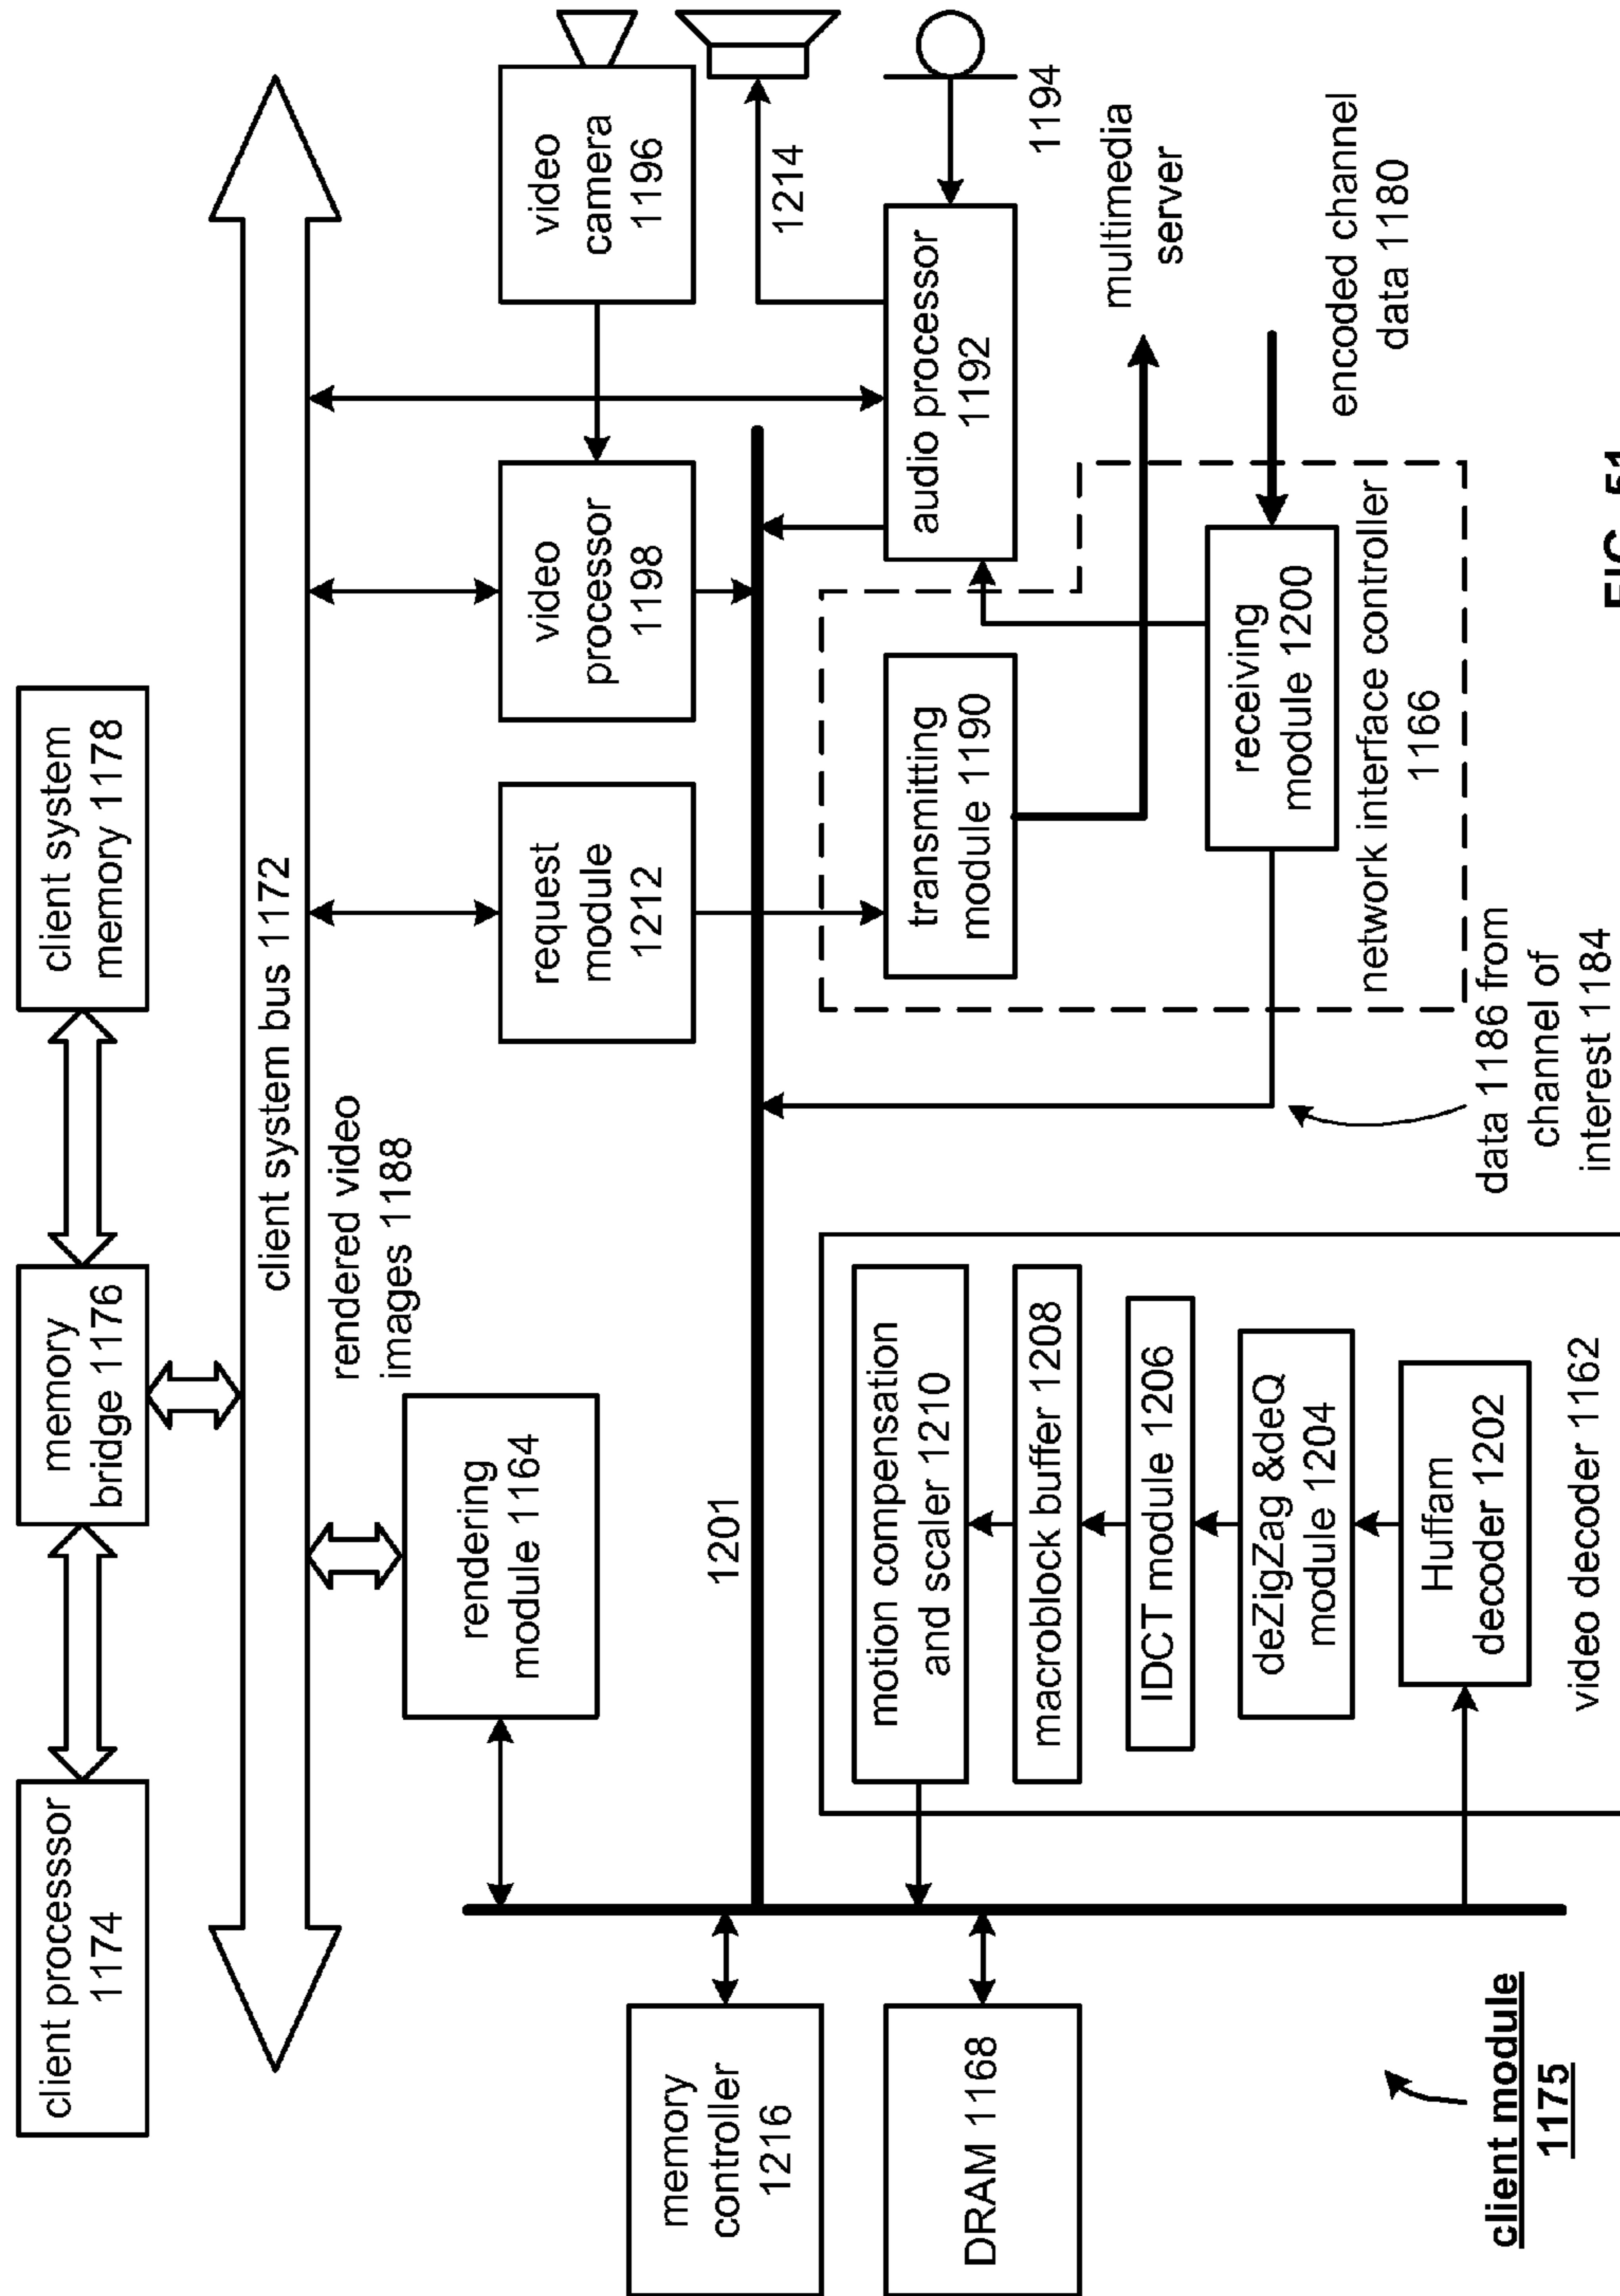 client processsor
1174
memory
bridge 1176
client system
memory 1178
client system bus 1172
rendered video
images 1188
rendering
module 1164
request
module
1212
video
processor
1198
video
camera
1196
1214
1201
memory
controller
1216
DRAM 1168
motion compensation
and scaler 1210
macroblock buffer 1208
IDCT module 1206
deZigZag &deQ
module 1204
Huffam
decoder 1202
video decoder 1162
transmitting
module 1190
audio processor
1192
1194
multimedia
server
receiving
module 1200
network interface controller
1166
encoded channel
data 1180
data 1186 from
channel of
interest 1184
client module
1175
FIG. 51